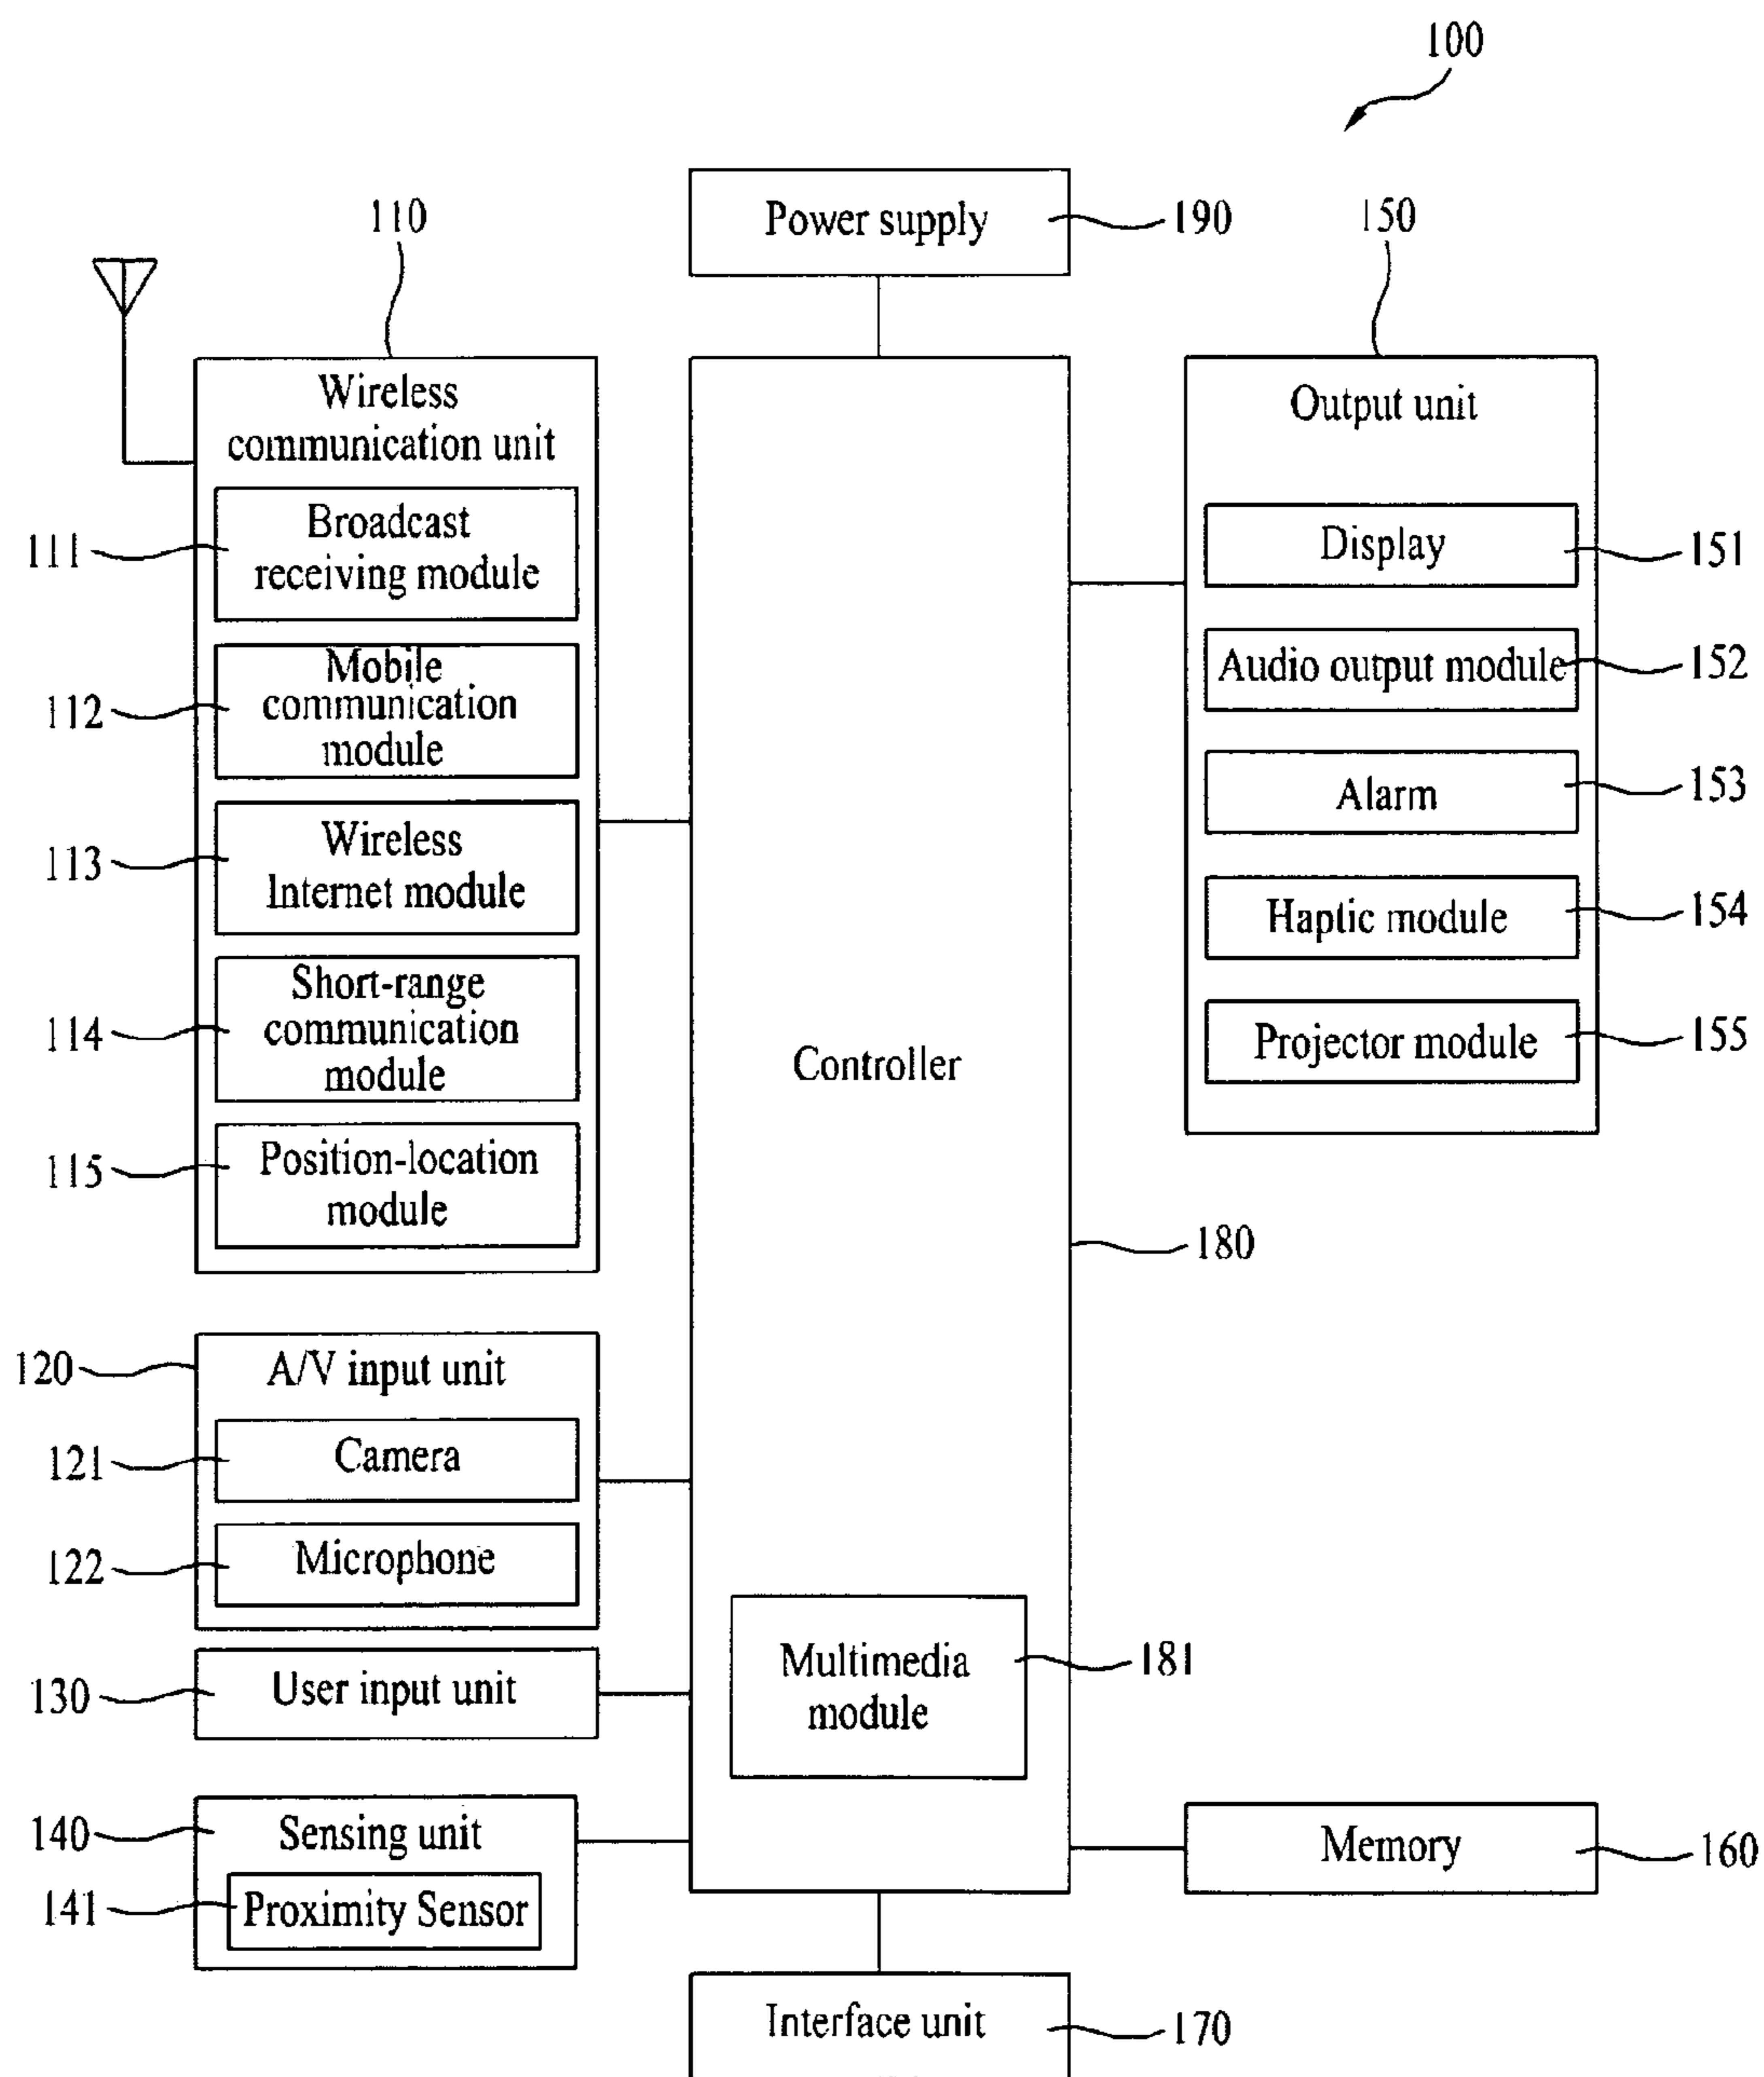 100
Power supply
190
110
150
Wireless
communication unit
Broadcast
receiving module
111
Mobile
communication
module
112
Wireless
Internet module
113
Short-range
communication
module
114
Position-location
module
115
Output unit
Display
151
Audio output module
152
Alarm
153
Haptic module
154
Projector module
155
Controller
180
120
A/V input unit
121
Camera
122
Microphone
130
User input unit
Multimedia
module
181
140
Sensing unit
141
Proximity Sensor
Memory
160
Interface unit
170